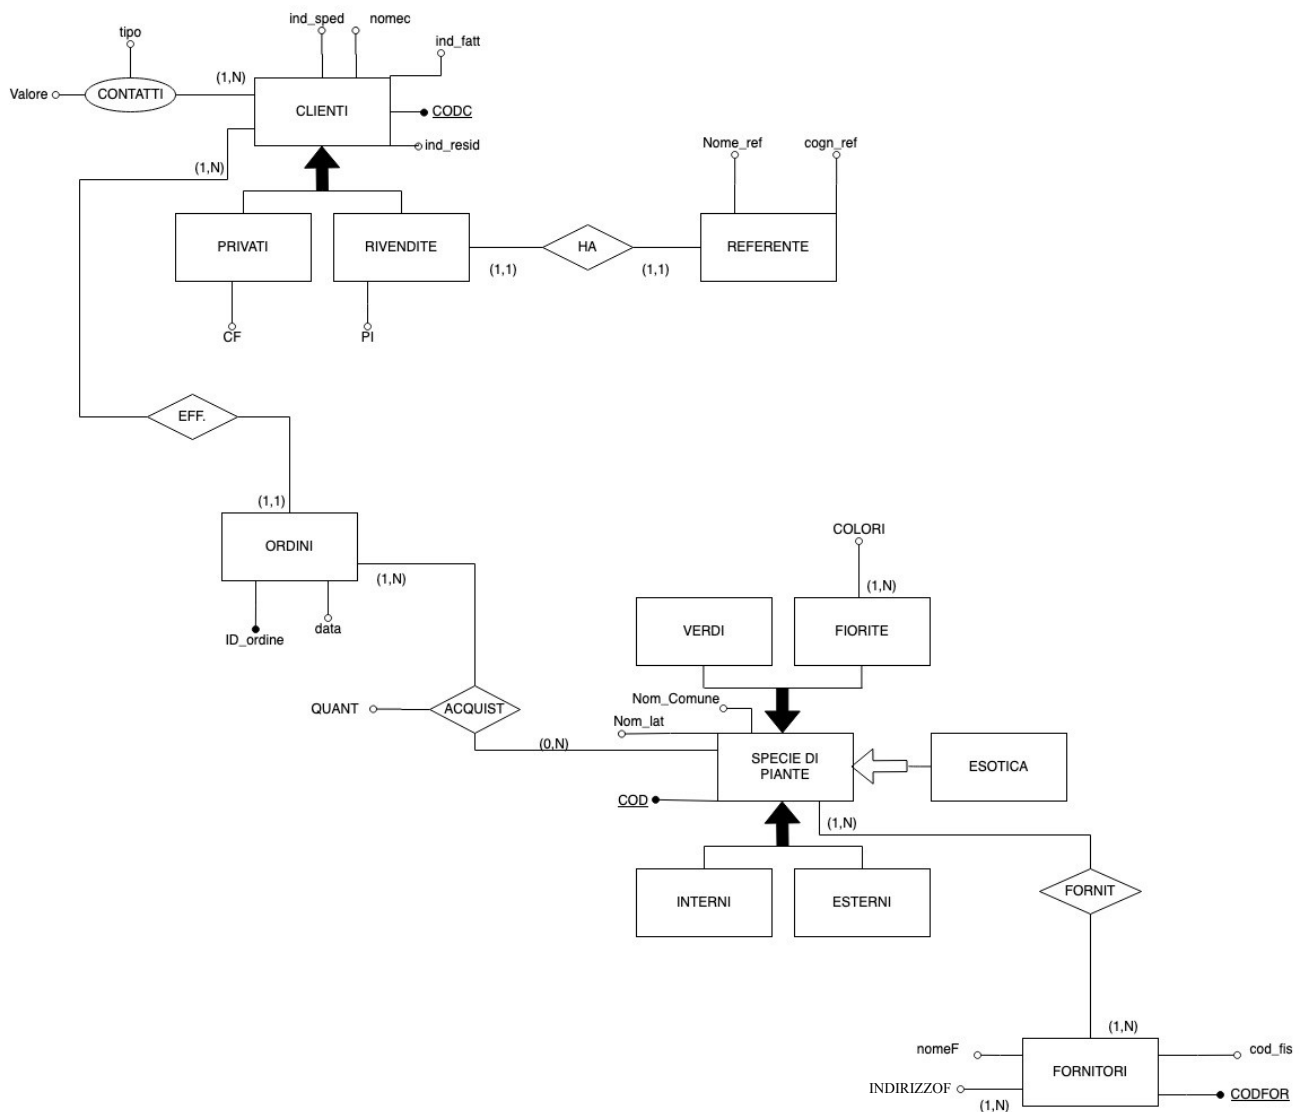 ind_sped
nomec
tipo
ind_fatt
(1,N)
Valore
CONTATTI
CLIENTI
CODC
ind_resid
(1,N)
Nome_ref
cogn_ref
PRIVATI
RIVENDITE
HA
REFERENTE
(1,1)
(1,1)
CF
PI
EFF.
(1,1)
ORDINI
(1,N)
ID_ordine
data
COLORI
(1,N)
VERDI
FIORITE
QUANT
ACQUIST
Nom_Comune
Nom_lat
(0,N)
SPECIE DI
PIANTE
ESOTICA
COD
(1,N)
INTERNI
ESTERNI
FORNIT
(1,N)
nomeF
cod_fis
FORNITORI
INDIRIZZOF
CODFOR
(1,N)